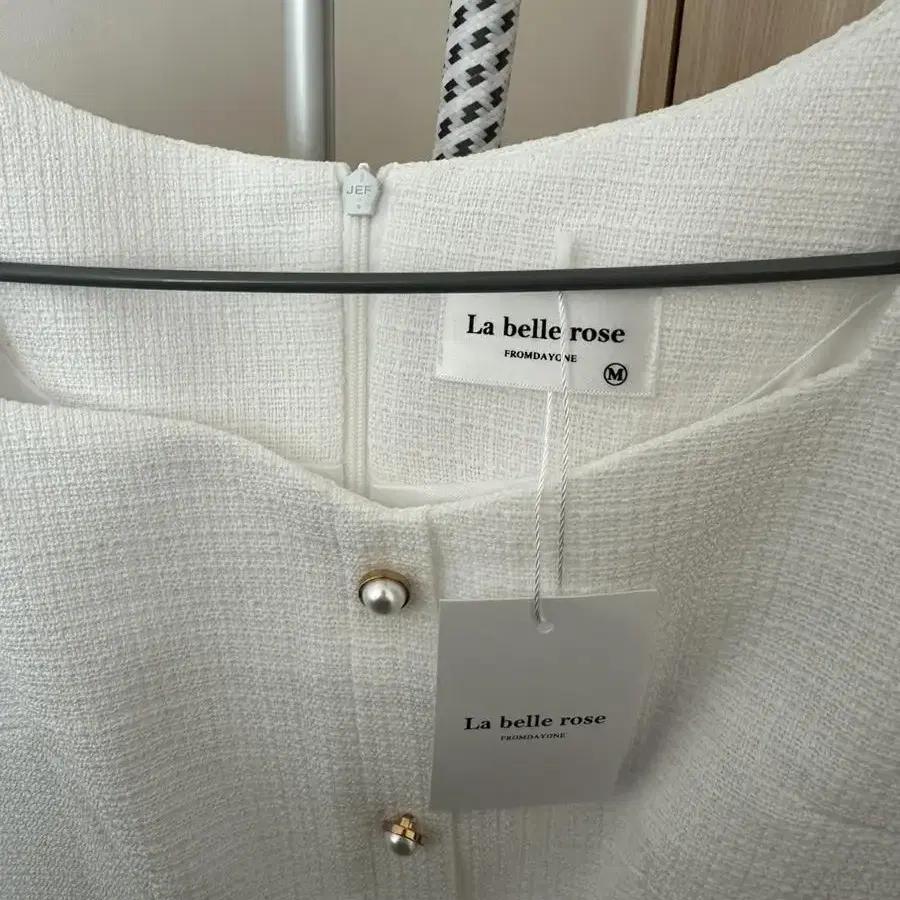 JEF
La belle rose
FROMDAYONE
M
La belle rose
FROMDAYONE